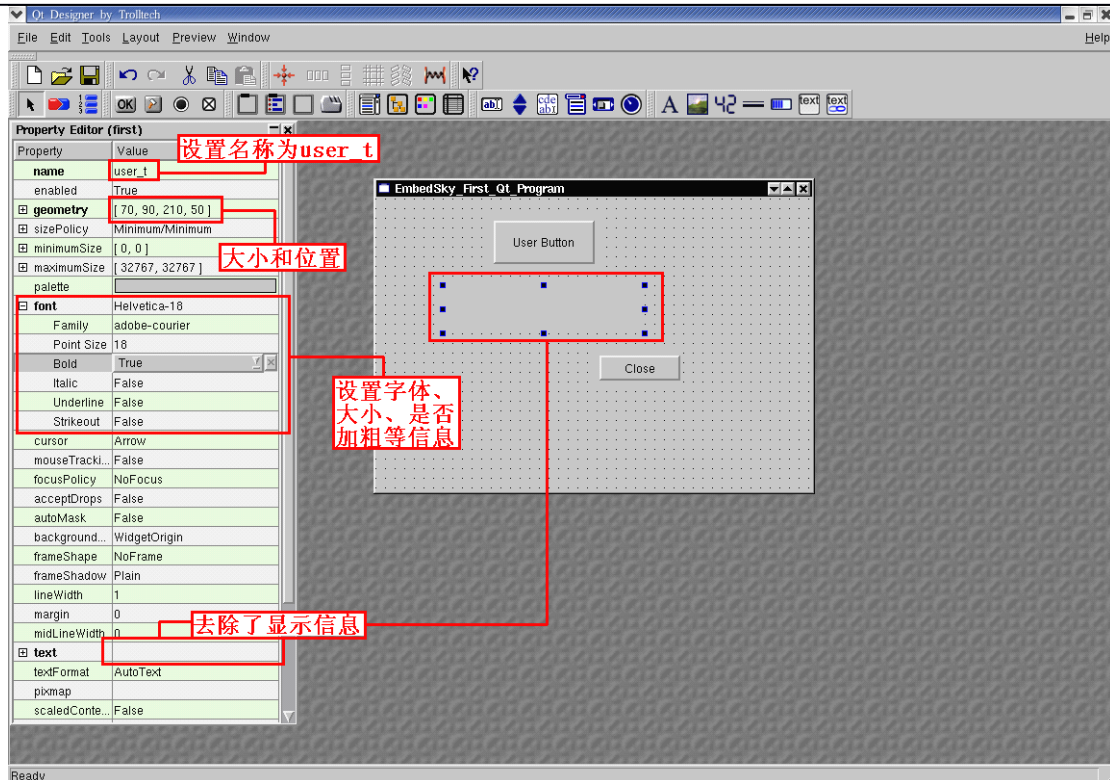 Qt Designer by Trolltech
File Edit Tools Layout Preview Window Help
OK
ab|
cde
ab|
A
42
text
text
Property Editor (first)
Property Value
设置名称为user_t
name user_t
enabled True
geometry [ 70, 90, 210, 50 ]
sizePolicy Minimum/Minimum
minimumSize [ 0, 0 ]
大小和位置
maximumSize [ 32767, 32767 ]
palette
font Helvetica-18
Family adobe-courier
Point Size 18
Bold True
Italic False
Underline False
Strikeout False
cursor Arrow
mouseTracki... False
focusPolicy NoFocus
acceptDrops False
autoMask False
background... WidgetOrigin
frameShape NoFrame
frameShadow Plain
lineWidth 1
margin 0
midLineWidth 0
去除了显示信息
text
textFormat AutoText
pixmap
scaledConte... False
EmbedSky_First_Qt_Program
User Button
Close
设置字体、
大小、是否
加粗等信息
Ready